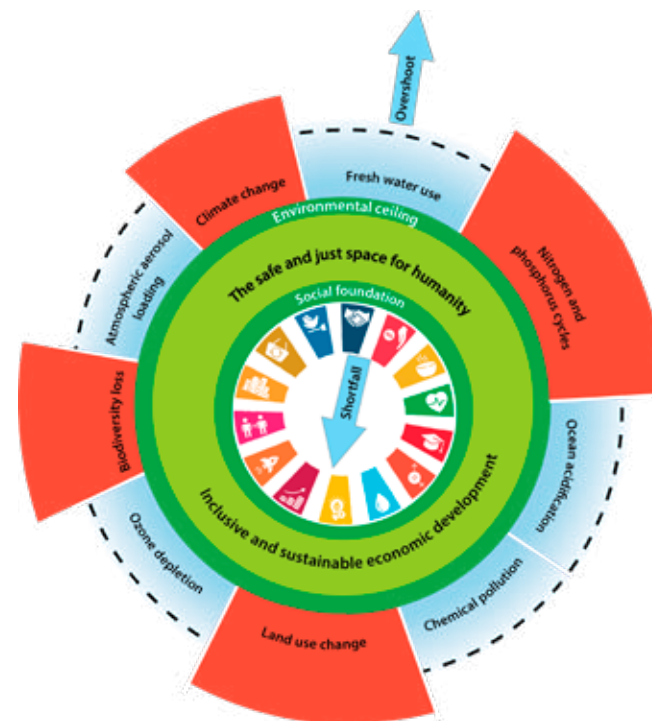 Overshoot
Climate change
Fresh water use
Nitrogen and
phosphorus cycles
Environmental ceiling
Atmospheric aerosol
loading
The safe and just space for humanity
Social foundation
Shortfall
Biodiversity loss
Ocean acidification
Inclusive and sustainable economic development
Ozone depletion
Chemical pollution
Land use change